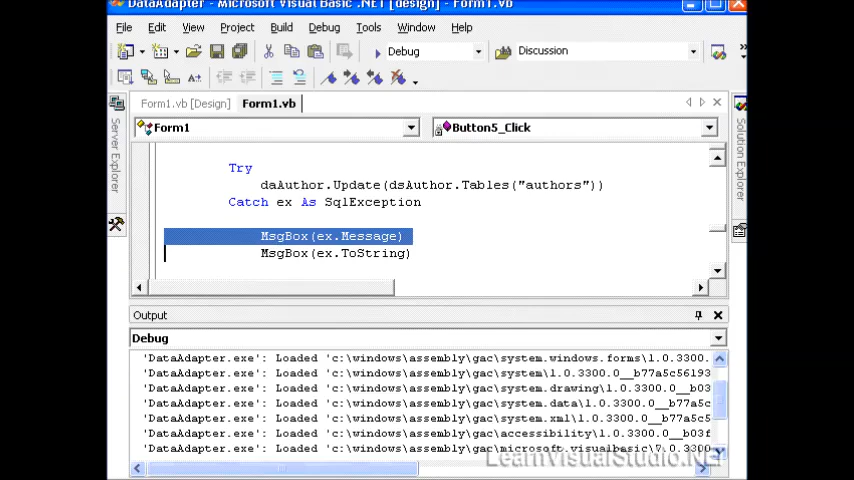 DataAdapter - Microsoft Visual Basic .NET [design] - Form1.vb
File Edit View Project Build Debug Tools Window Help
Debug Discussion
Form1.vb [Design] Form1.vb
Form1 Button5_Click
Server Explorer
Solution Explorer
Try
daAuthor.Update(dsAuthor.Tables("authors"))
Catch ex As SqlException
MsgBox(ex.Message)
MsgBox(ex.ToString)
Output
Debug
'DataAdapter.exe': Loaded 'c:\windows\assembly\gac\system.windows.forms\1.0.3300.
'DataAdapter.exe': Loaded 'c:\windows\assembly\gac\system\1.0.3300.0__b77a5c56193
'DataAdapter.exe': Loaded 'c:\windows\assembly\gac\system.drawing\1.0.3300.0__b03
'DataAdapter.exe': Loaded 'c:\windows\assembly\gac\system.data\1.0.3300.0__b77a5c
'DataAdapter.exe': Loaded 'c:\windows\assembly\gac\system.xml\1.0.3300.0__b77a5c5
'DataAdapter.exe': Loaded 'c:\windows\assembly\gac\accessibility\1.0.3300.0__b03f
'DataAdapter.exe': Loaded 'c:\windows\assembly\gac\microsoft.visualbasic\7.0.3300
LearnVisualStudio.NET